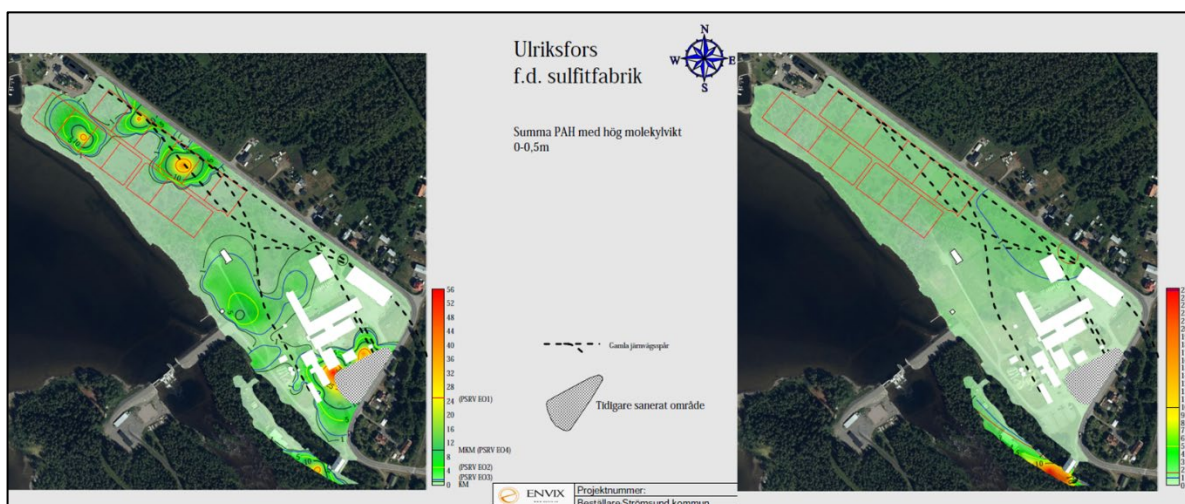 Ulriksfors
f.d. sulfitfabrik
N
W E
S
Summa PAH med hög molekylvikt
0-0,5m
Gamla järnvägsspår
Tidigare sanerat område
56
52
48
44
40
36
32
28
24
20
16
12
8
4
0
(PSRV EO1)
MKM (PSRV EO4)
(PSRV EO2)
(PSRV EO3)
KM
ENVIX
Projektnummer:
Beställare Strömsund kommun